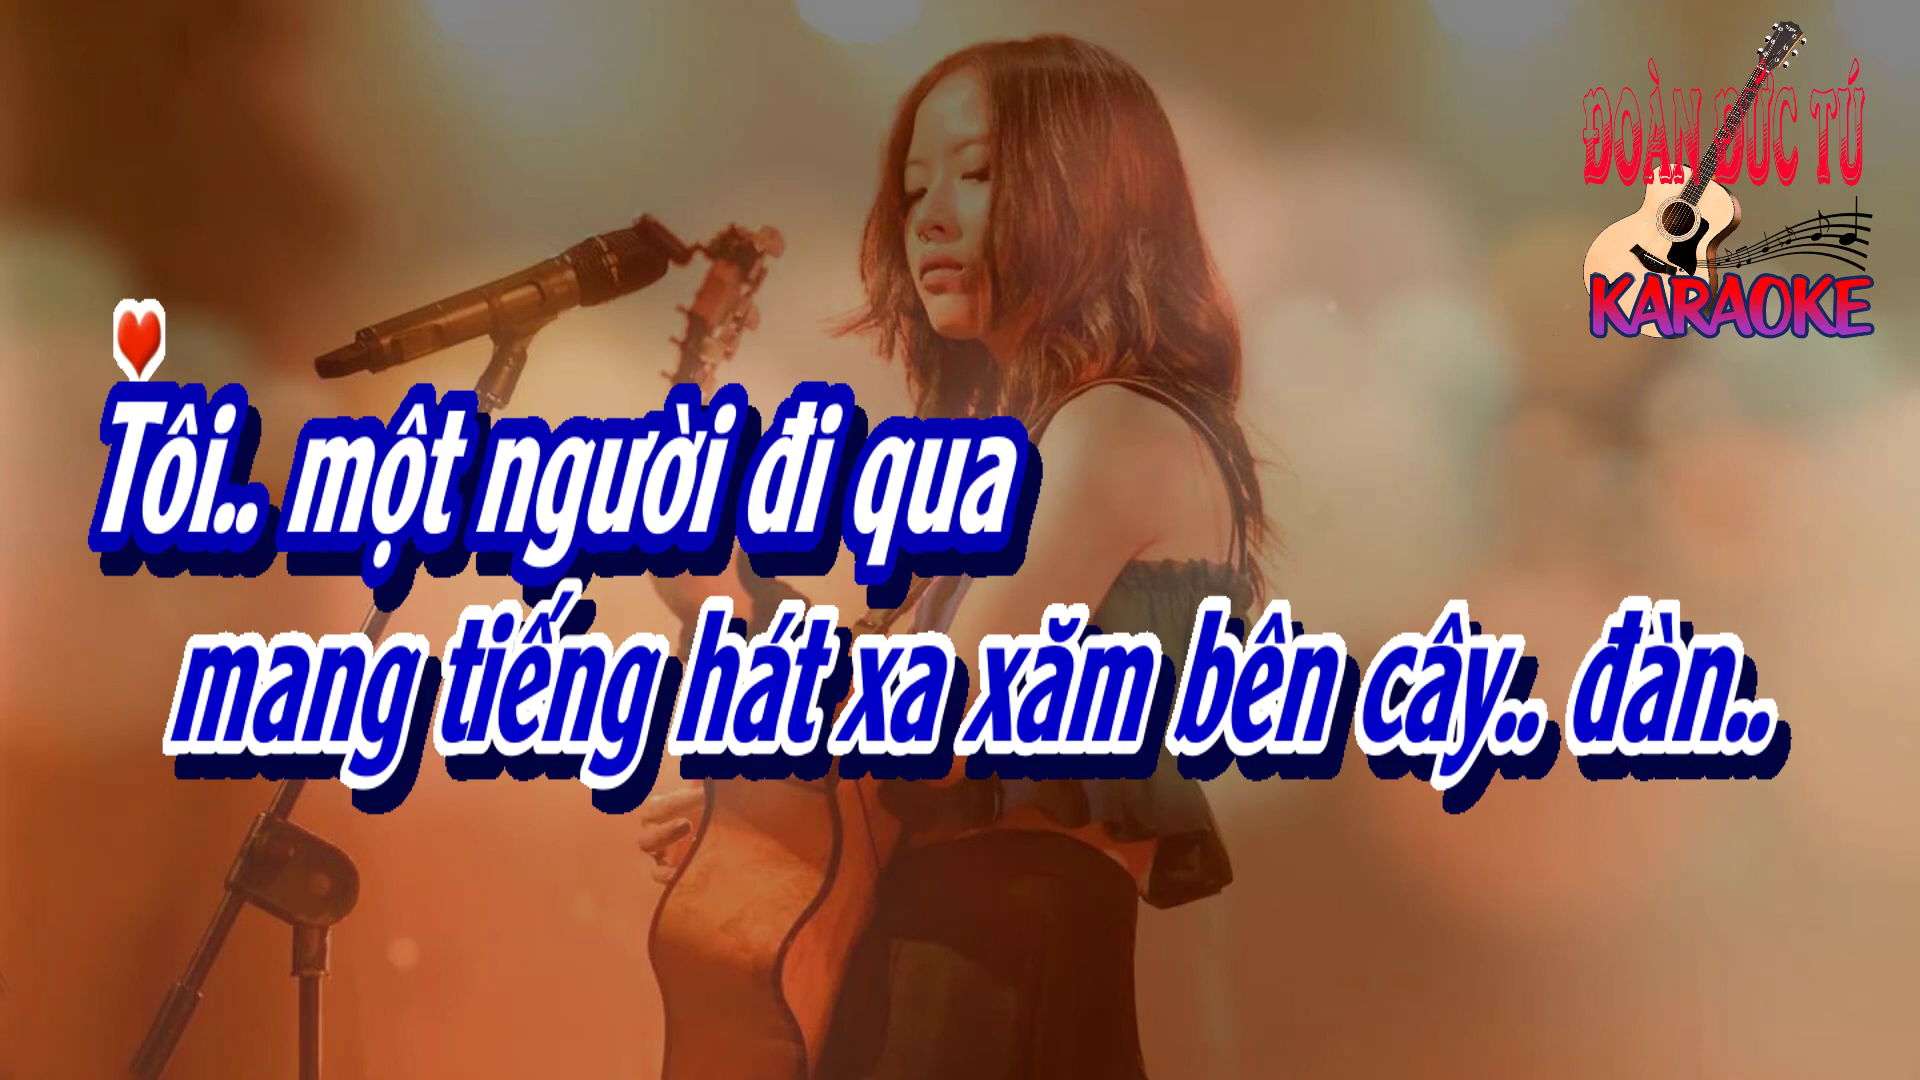 ĐOÀN ĐỨC TÚ
KARAOKE
Tôi.. một người đi qua
mang tiếng hát xa xăm bên cây.. đàn..